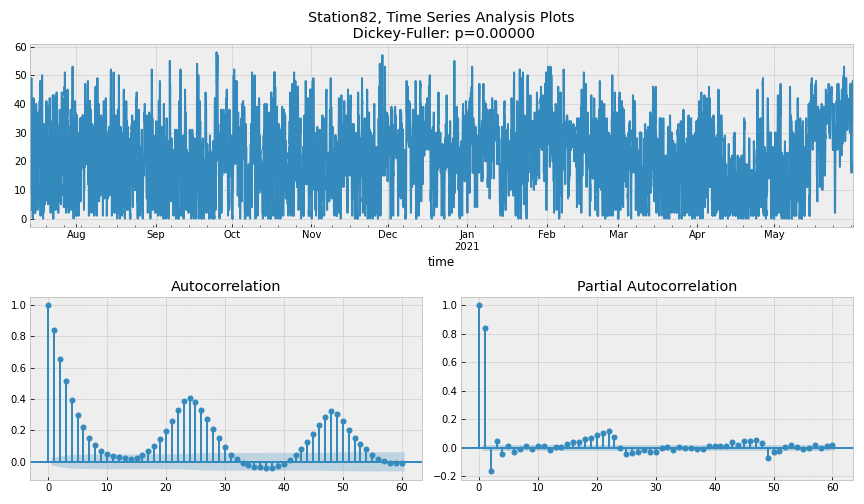 Station82, Time Series Analysis Plots
Dickey-Fuller: p=0.00000
60
50
40
30
20
10
0
Aug Sep Oct Nov Dec Jan Feb Mar Apr May
2021
time
Autocorrelation
1.0
0.8
0.6
0.4
0.2
0.0
0 10 20 30 40 50 60
Partial Autocorrelation
1.0
0.8
0.6
0.4
0.2
0.0
−0.2
0 10 20 30 40 50 60